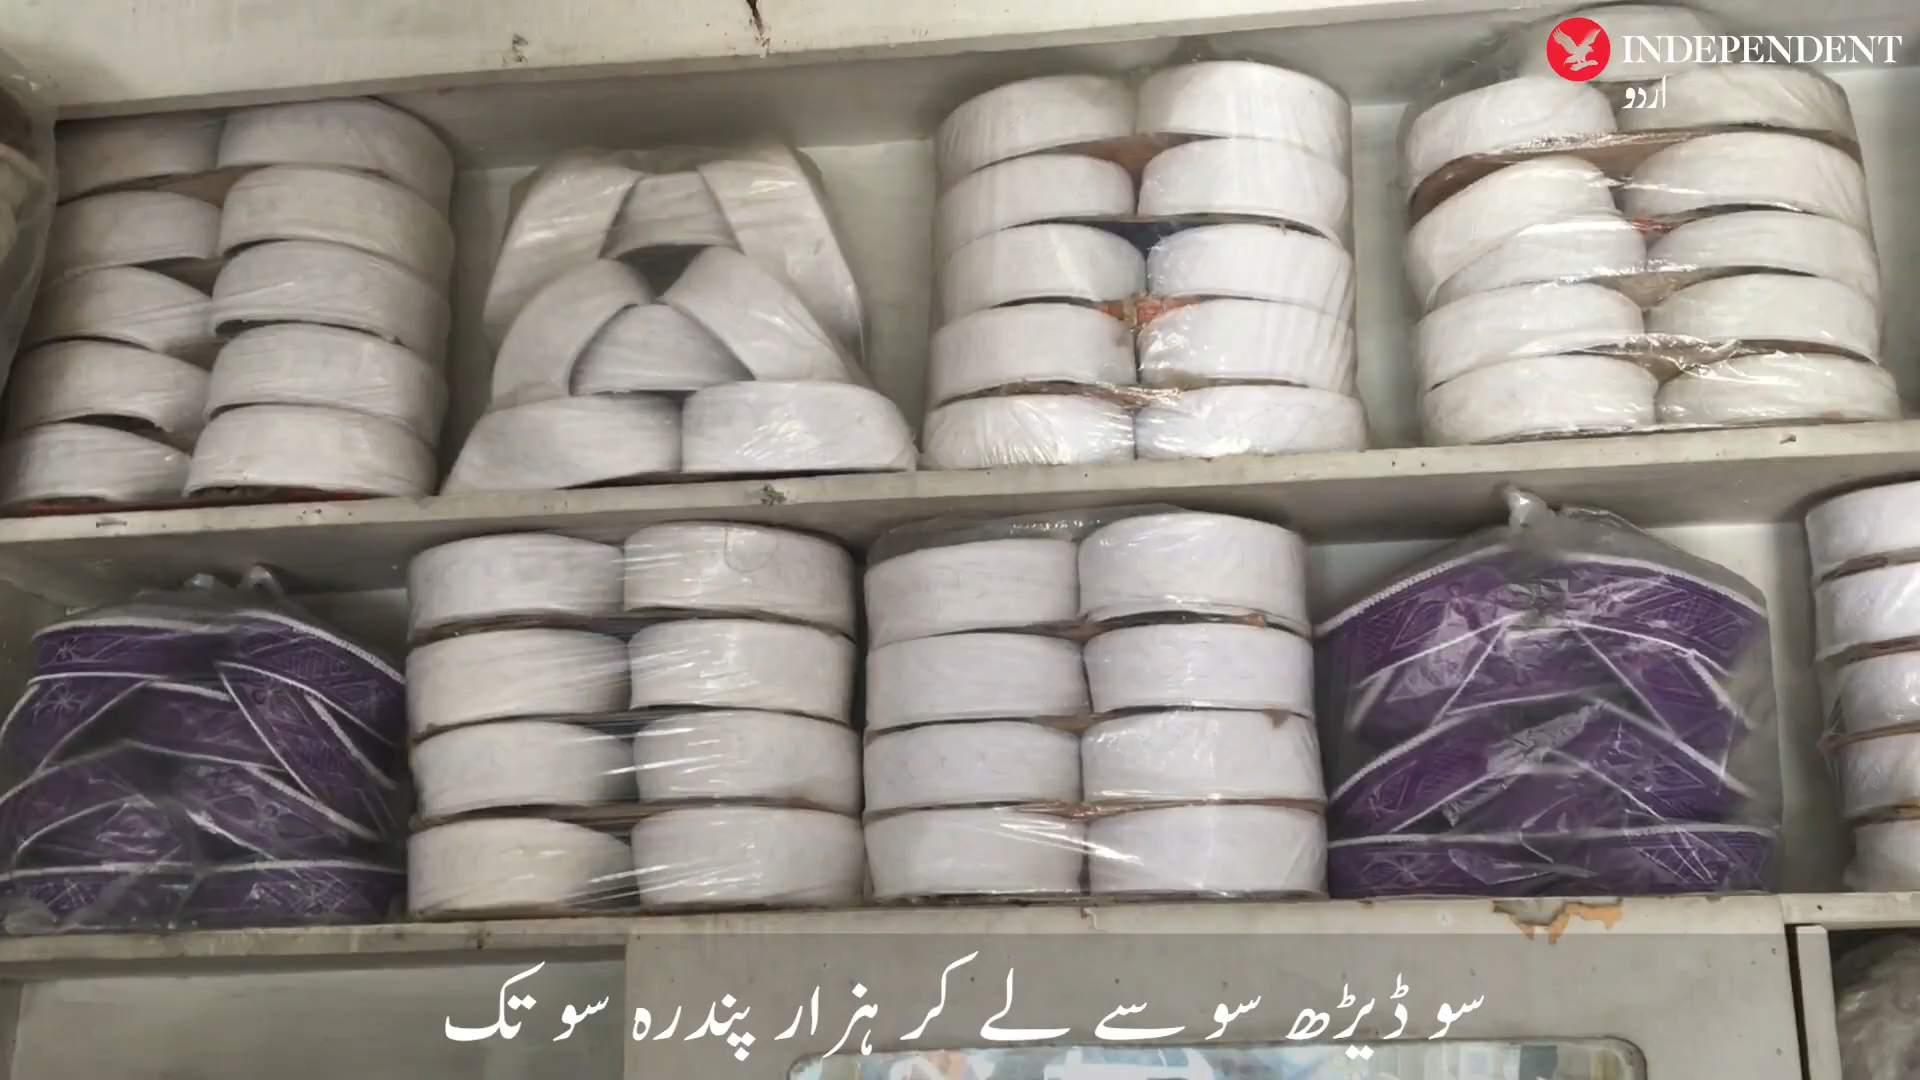 INDEPENDENT
اردو
سو ڈیڑھ سو سے لے کر ہزار پندرہ سو تک